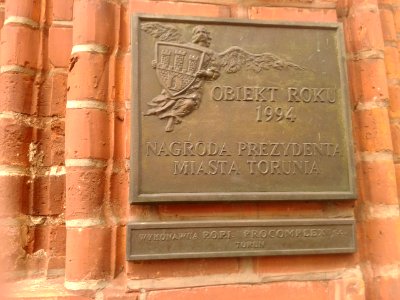 OBIEKT ROKU
1994
NAGRODA PREZYDENTA
MIASTA TORUNIA
WYKONAWCA P.O.P.I. PROCOMPLEX S.A.
TORUŃ